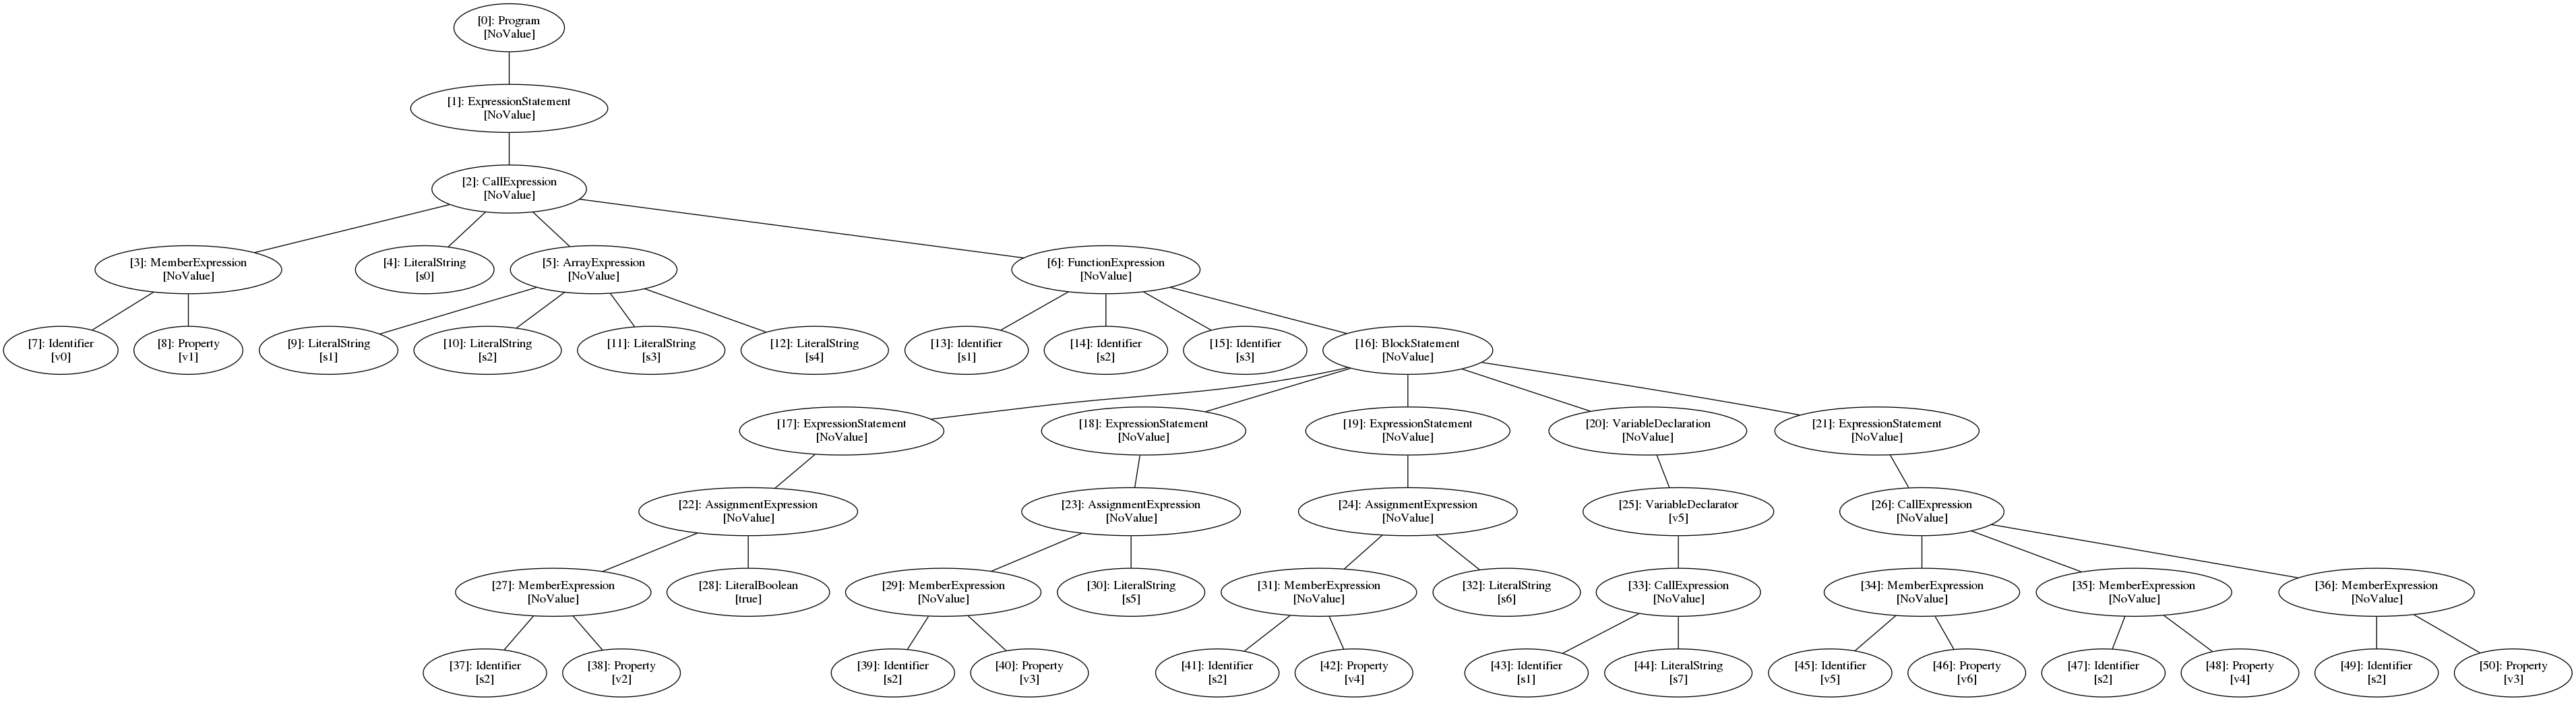 [0]: Program
[NoValue]
[1]: ExpressionStatement
[NoValue]
[2]: CallExpression
[NoValue]
[3]: MemberExpression
[NoValue]
[4]: LiteralString
[s0]
[5]: ArrayExpression
[NoValue]
[6]: FunctionExpression
[NoValue]
[7]: Identifier
[v0]
[8]: Property
[v1]
[9]: LiteralString
[s1]
[10]: LiteralString
[s2]
[11]: LiteralString
[s3]
[12]: LiteralString
[s4]
[13]: Identifier
[s1]
[14]: Identifier
[s2]
[15]: Identifier
[s3]
[16]: BlockStatement
[NoValue]
[17]: ExpressionStatement
[NoValue]
[18]: ExpressionStatement
[NoValue]
[19]: ExpressionStatement
[NoValue]
[20]: VariableDeclaration
[NoValue]
[21]: ExpressionStatement
[NoValue]
[22]: AssignmentExpression
[NoValue]
[23]: AssignmentExpression
[NoValue]
[24]: AssignmentExpression
[NoValue]
[25]: VariableDeclarator
[v5]
[26]: CallExpression
[NoValue]
[27]: MemberExpression
[NoValue]
[28]: LiteralBoolean
[true]
[29]: MemberExpression
[NoValue]
[30]: LiteralString
[s5]
[31]: MemberExpression
[NoValue]
[32]: LiteralString
[s6]
[33]: CallExpression
[NoValue]
[34]: MemberExpression
[NoValue]
[35]: MemberExpression
[NoValue]
[36]: MemberExpression
[NoValue]
[37]: Identifier
[s2]
[38]: Property
[v2]
[39]: Identifier
[s2]
[40]: Property
[v3]
[41]: Identifier
[s2]
[42]: Property
[v4]
[43]: Identifier
[s1]
[44]: LiteralString
[s7]
[45]: Identifier
[v5]
[46]: Property
[v6]
[47]: Identifier
[s2]
[48]: Property
[v4]
[49]: Identifier
[s2]
[50]: Property
[v3]